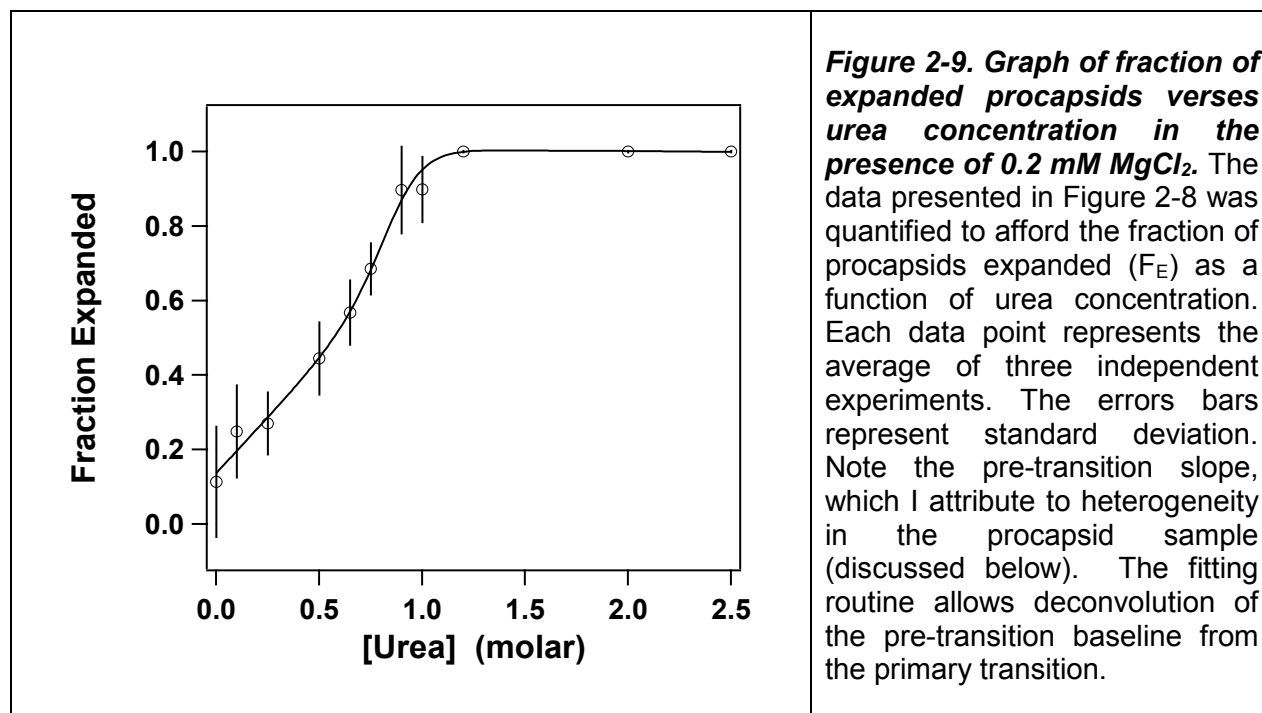 1.0
0.8
0.6
0.4
0.2
0.0
Fraction Expanded
0.0 0.5 1.0 1.5 2.0 2.5
[Urea] (molar)
Figure 2-9. Graph of fraction of
expanded procapsids verses
urea concentration in the
presence of 0.2 mM MgCl₂. The
data presented in Figure 2-8 was
quantified to afford the fraction of
procapsids expanded (FE) as a
function of urea concentration.
Each data point represents the
average of three independent
experiments. The errors bars
represent standard deviation.
Note the pre-transition slope,
which I attribute to heterogeneity
in the procapsid sample
(discussed below). The fitting
routine allows deconvolution of
the pre-transition baseline from
the primary transition.